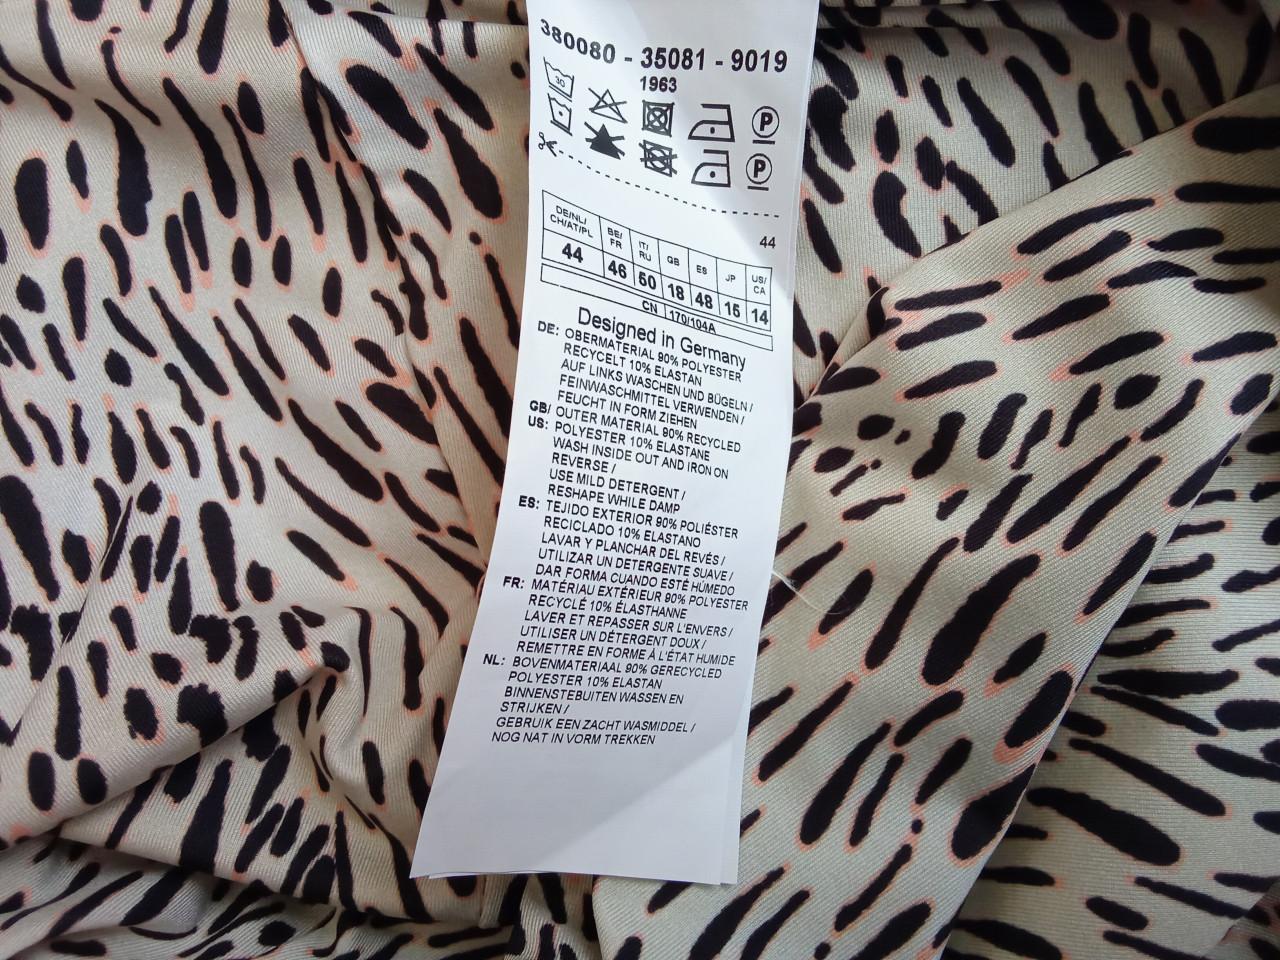 380080 - 35081 - 9019
1963
30
P
P
44
DE/NL/CH/AT/PL BE/FR IT/RU GB ES JP US/CA
44 46 50 18 48 15 14
CN 170/104A
Designed in Germany
DE: OBERMATERIAL 90% POLYESTER
RECYCELT 10% ELASTAN
AUF LINKS WASCHEN UND BÜGELN /
FEINWASCHMITTEL VERWENDEN /
FEUCHT IN FORM ZIEHEN
GB/ OUTER MATERIAL 90% RECYCLED
US: POLYESTER 10% ELASTANE
WASH INSIDE OUT AND IRON ON
REVERSE /
USE MILD DETERGENT /
RESHAPE WHILE DAMP
ES: TEJIDO EXTERIOR 90% POLIÉSTER
RECICLADO 10% ELASTANO
LAVAR Y PLANCHAR DEL REVÉS /
UTILIZAR UN DETERGENTE SUAVE /
DAR FORMA CUANDO ESTÉ HÚMEDO
FR: MATÉRIAU EXTÉRIEUR 90% POLYESTER
RECYCLÉ 10% ÉLASTHANNE
LAVER ET REPASSER SUR L'ENVERS /
UTILISER UN DÉTERGENT DOUX /
REMETTRE EN FORME À L'ÉTAT HUMIDE
NL: BOVENMATERIAAL 90% GERECYCLED
POLYESTER 10% ELASTAN
BINNENSTEBUITEN WASSEN EN
STRIJKEN /
GEBRUIK EEN ZACHT WASMIDDEL /
NOG NAT IN VORM TREKKEN